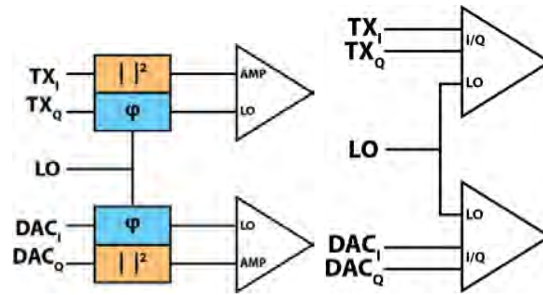 TX_I
| |²
AMP
TX_Q
φ
LO
LO
DAC_I
φ
LO
DAC_Q
| |²
AMP
TX_I
TX_Q
I/Q
LO
LO
LO
DAC_I
DAC_Q
I/Q